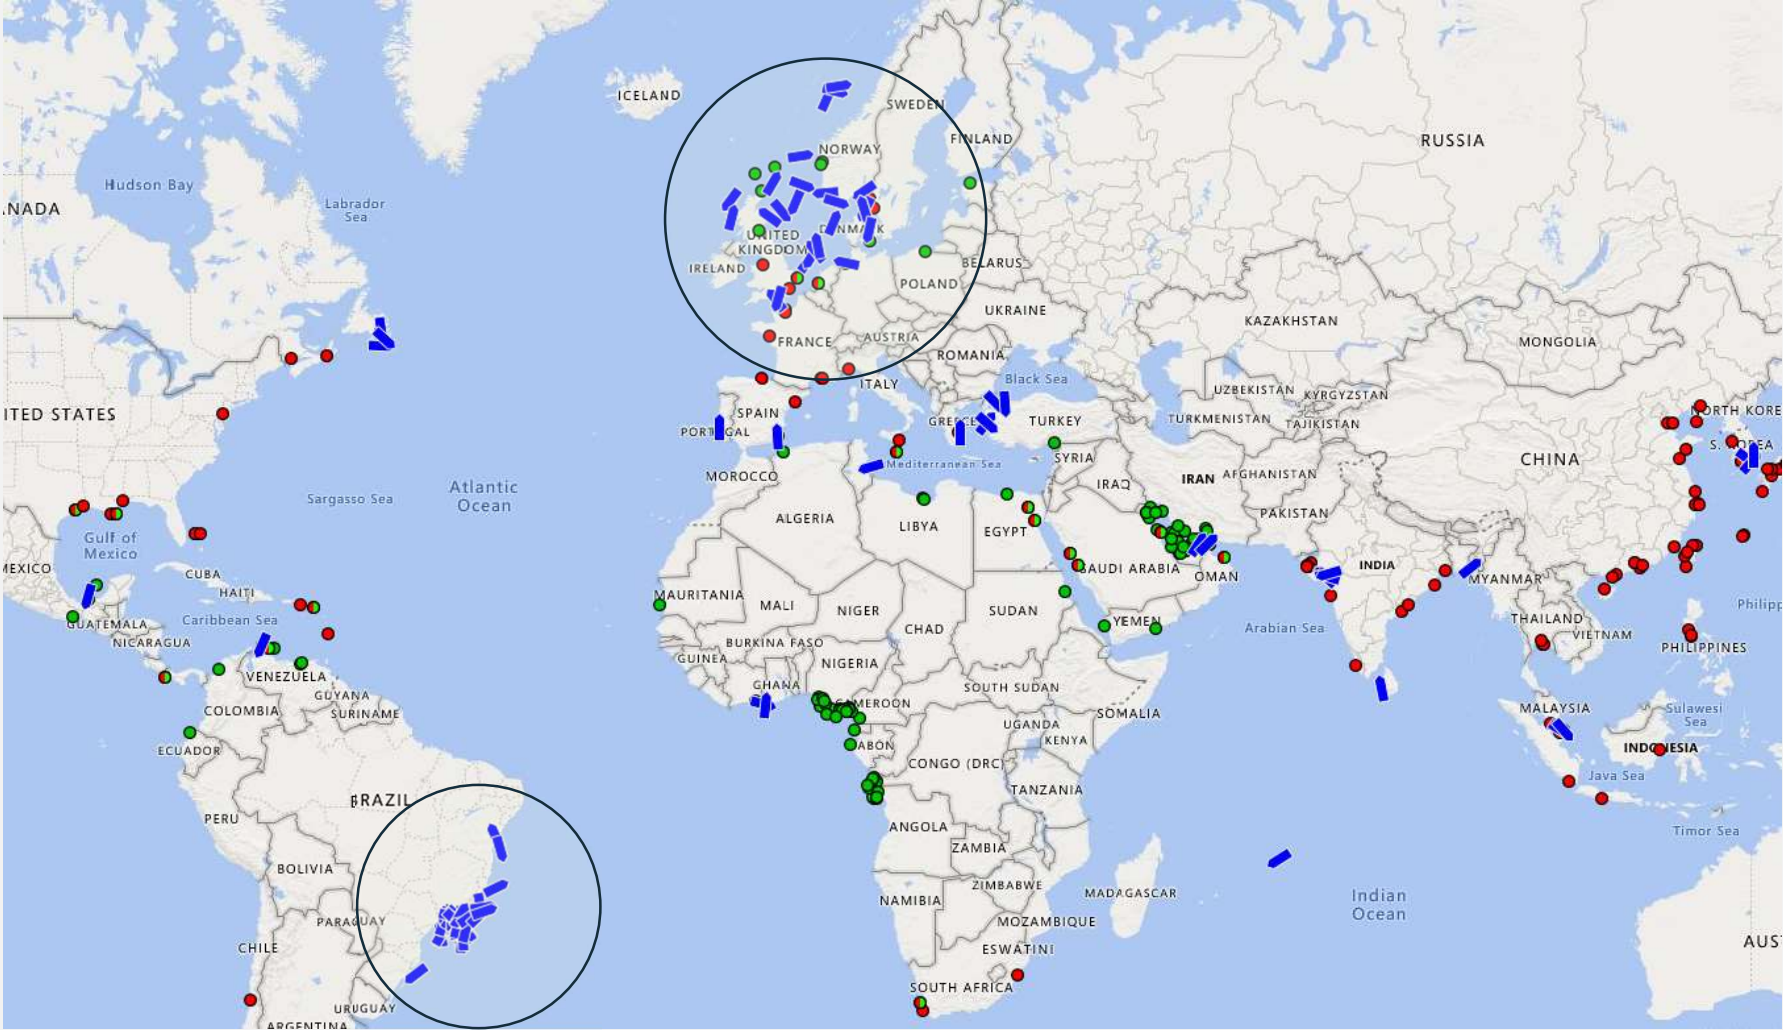 ICELAND
SWEDEN
FINLAND
NORWAY
RUSSIA
Hudson Bay
Labrador
Sea
ANADA
UNITED
KINGDOM
DENMARK
IRELAND
BELARUS
POLAND
UKRAINE
KAZAKHSTAN
MONGOLIA
FRANCE
AUSTRIA
ROMANIA
ITALY
Black Sea
UZBEKISTAN
KYRGYZSTAN
ITED STATES
SPAIN
PORTUGAL
GREECE
TURKEY
TURKMENISTAN
TAJIKISTAN
NORTH KORE
S. KOREA
CHINA
Mediterranean Sea
SYRIA
MOROCCO
IRAQ
IRAN
AFGHANISTAN
Atlantic
Ocean
Sargasso Sea
ALGERIA
LIBYA
EGYPT
PAKISTAN
Gulf of
Mexico
MEXICO
CUBA
HAITI
SAUDI ARABIA
OMAN
INDIA
MYANMAR
MAURITANIA
MALI
NIGER
SUDAN
CHAD
YEMEN
Arabian Sea
THAILAND
VIETNAM
Philipp
PHILIPPINES
GUATEMALA
Caribbean Sea
NICARAGUA
BURKINA FASO
GUINEA
NIGERIA
GHANA
CAMEROON
SOUTH SUDAN
SOMALIA
VENEZUELA
GUYANA
COLOMBIA
SURINAME
MALAYSIA
Sulawesi
Sea
UGANDA
KENYA
GABON
ECUADOR
CONGO (DRC)
INDONESIA
Java Sea
TANZANIA
BRAZIL
PERU
ANGOLA
ZAMBIA
Timor Sea
BOLIVIA
ZIMBABWE
MADAGASCAR
NAMIBIA
MOZAMBIQUE
Indian
Ocean
PARAGUAY
CHILE
ESWATINI
AUS
SOUTH AFRICA
URUGUAY
ARGENTINA